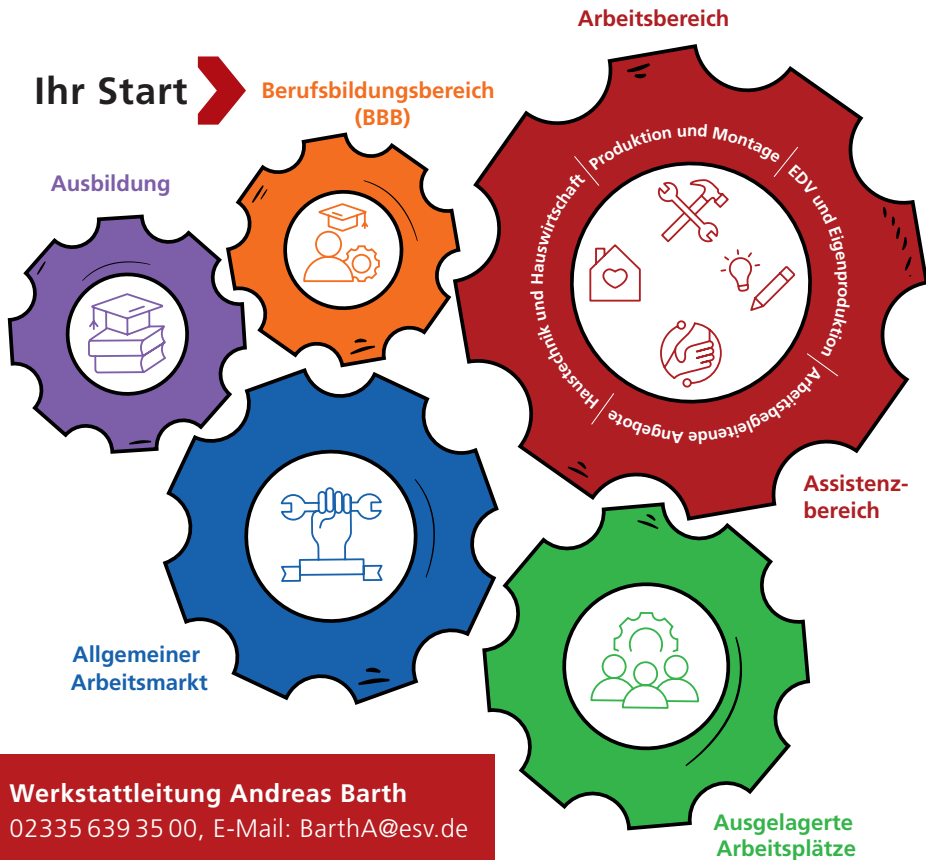 Arbeitsbereich
Ihr Start
Berufsbildungsbereich
(BBB)
Ausbildung
Haustechnik und Hauswirtschaft | Produktion und Montage | EDV und Eigenproduktion | Arbeitsbegleitende Angebote |
Assistenz-
bereich
Allgemeiner
Arbeitsmarkt
Werkstattleitung Andreas Barth
02335 639 35 00, E-Mail: BarthA@esv.de
Ausgelagerte
Arbeitsplätze